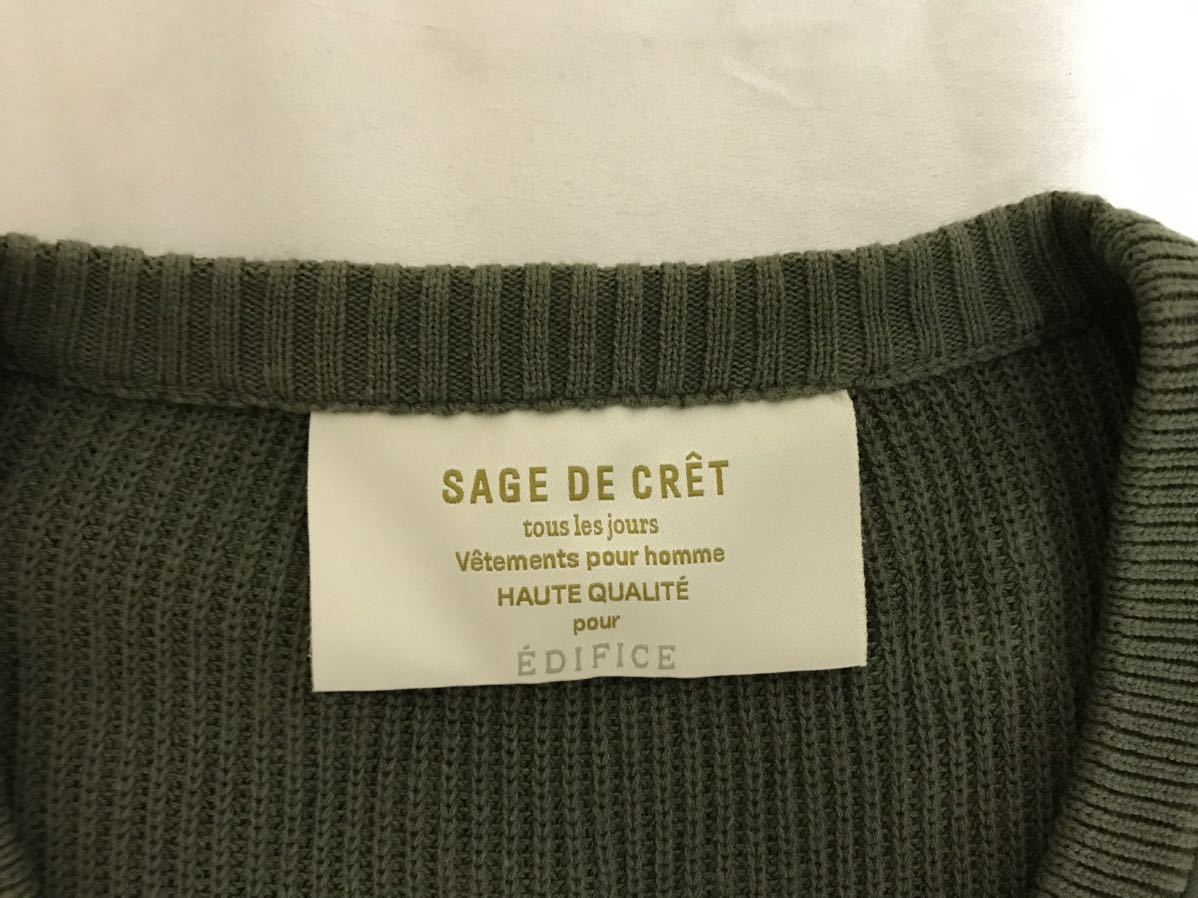 SAGE DE CRÊT
tous les jours
Vêtements pour homme
HAUTE QUALITÉ
pour
ÉDIFICE